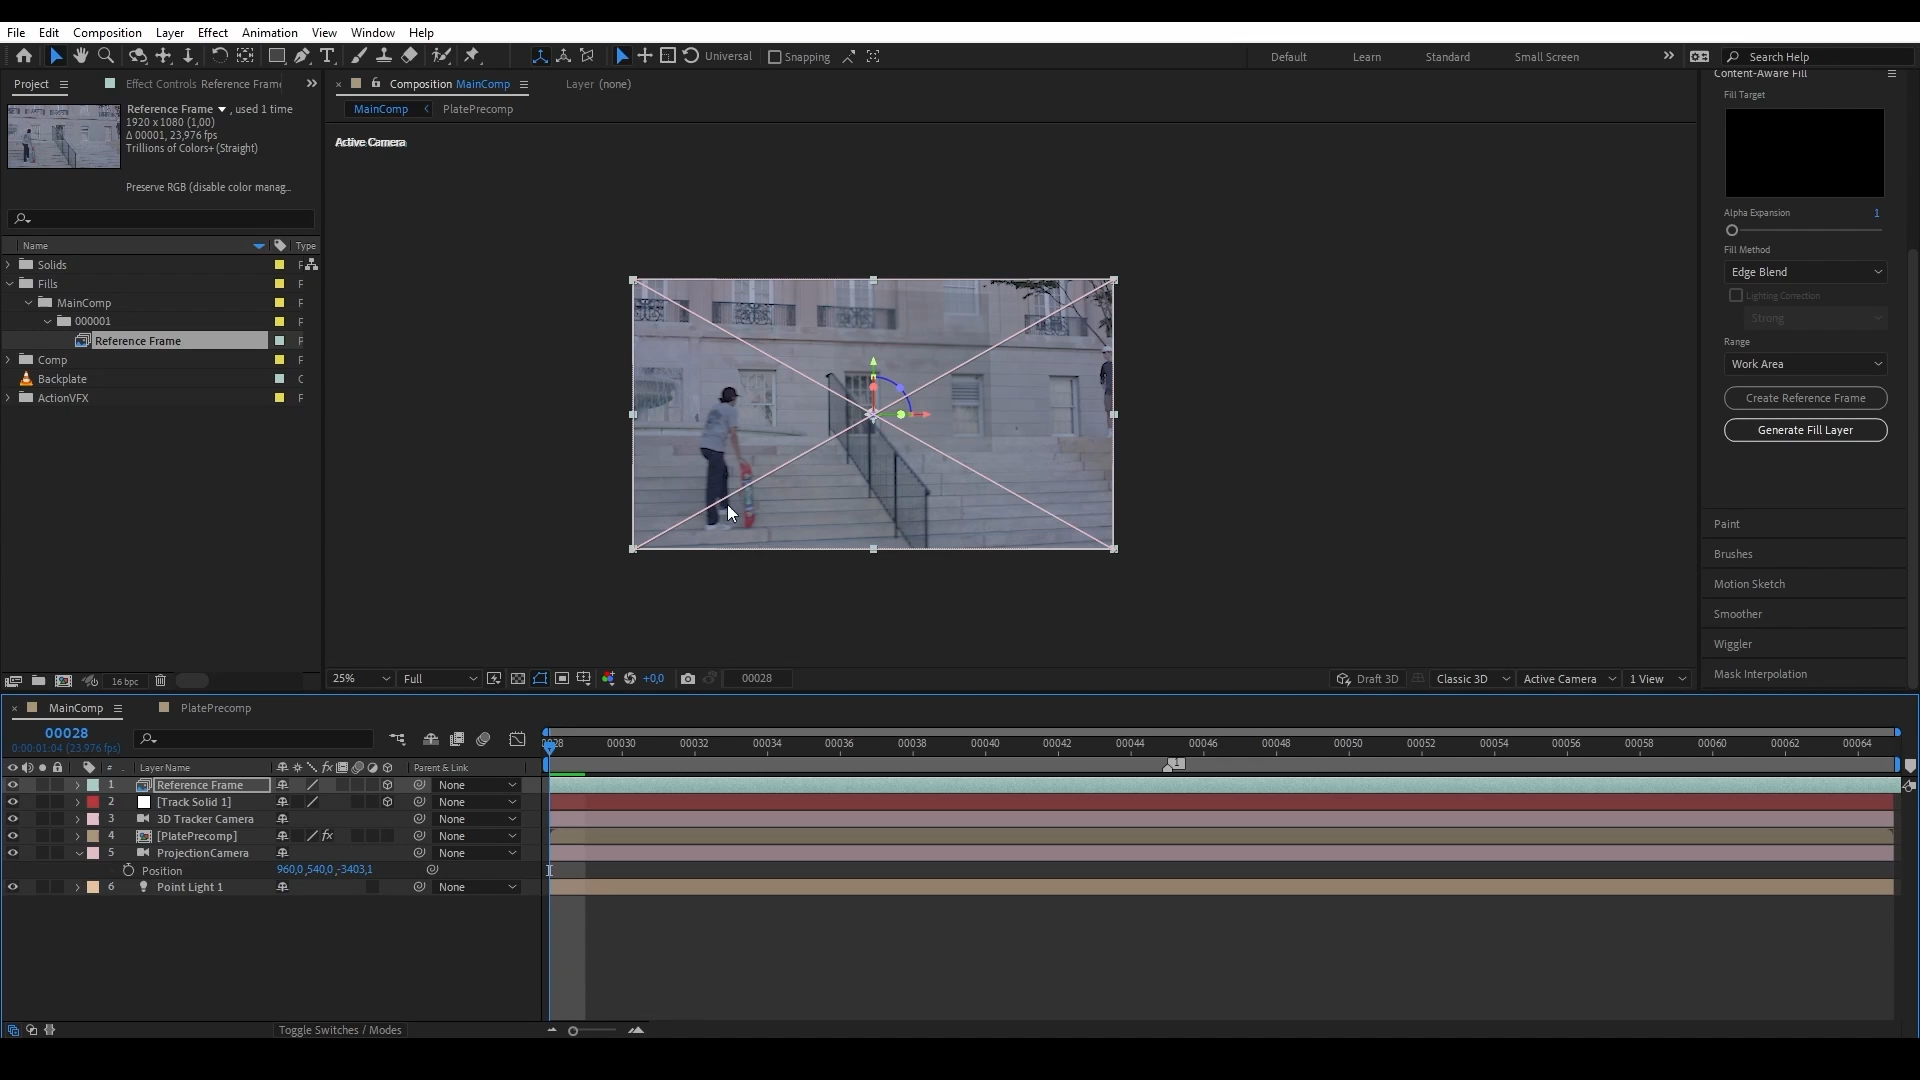 File Edit Composition Layer Effect Animation View Window Help
Universal Snapping Default Learn Standard Small Screen Search Help
Project Effect Controls Reference Frame
Reference Frame , used 1 time
1920 x 1080 (1,00)
Δ 00001, 23,976 fps
Trillions of Colors+ (Straight)
Preserve RGB (disable color manag...
Name Type
Solids
Fills
MainComp
000001
Reference Frame
Comp
Backplate
ActionVFX
16 bpc
Composition MainComp Layer (none)
MainComp PlatePrecomp
Active Camera
25% Full +0,0 00028 Draft 3D Classic 3D Active Camera 1 View
Content-Aware Fill
Fill Target
Alpha Expansion 1
Fill Method
Edge Blend
Lighting Correction
Strong
Range
Work Area
Create Reference Frame
Generate Fill Layer
Paint
Brushes
Motion Sketch
Smoother
Wiggler
Mask Interpolation
MainComp PlatePrecomp
00028
0:00:01:04 (23.976 fps)
028 00030 00032 00034 00036 00038 00040 00042 00044 00046 00048 00050 00052 00054 00056 00058 00060 00062 00064
1
# Layer Name Parent & Link
1 Reference Frame None
2 [Track Solid 1] None
3 3D Tracker Camera None
4 [PlatePrecomp] None
5 ProjectionCamera None
Position 960,0,540,0,-3403,1
6 Point Light 1 None
Toggle Switches / Modes